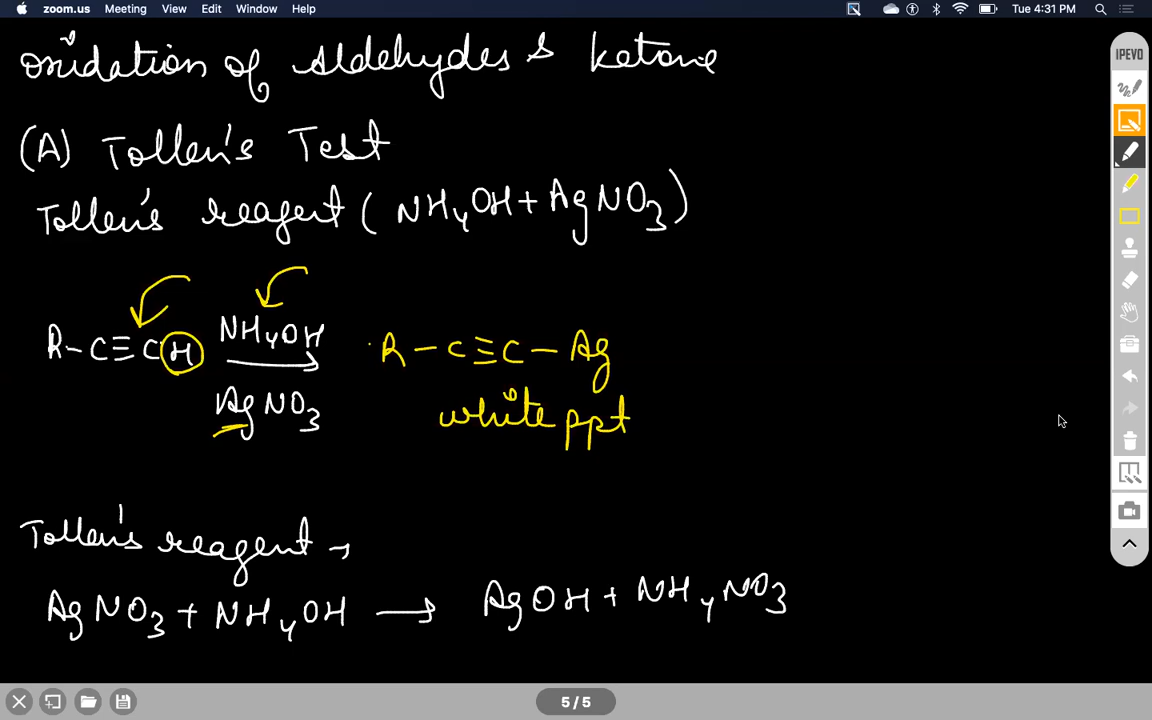 zoom.us Meeting View Edit Window Help Tue 4:31 PM
oxidation of Aldehydes & ketone
IPEVO
(A) Tollen's Test
Tollen's reagent (NH4OH + AgNO3)
R-C≡CH NH4OH R-C≡C-Ag
AgNO3 white ppt
Tollen's reagent →
AgNO3 + NH4OH → AgOH + NH4NO3
5/5